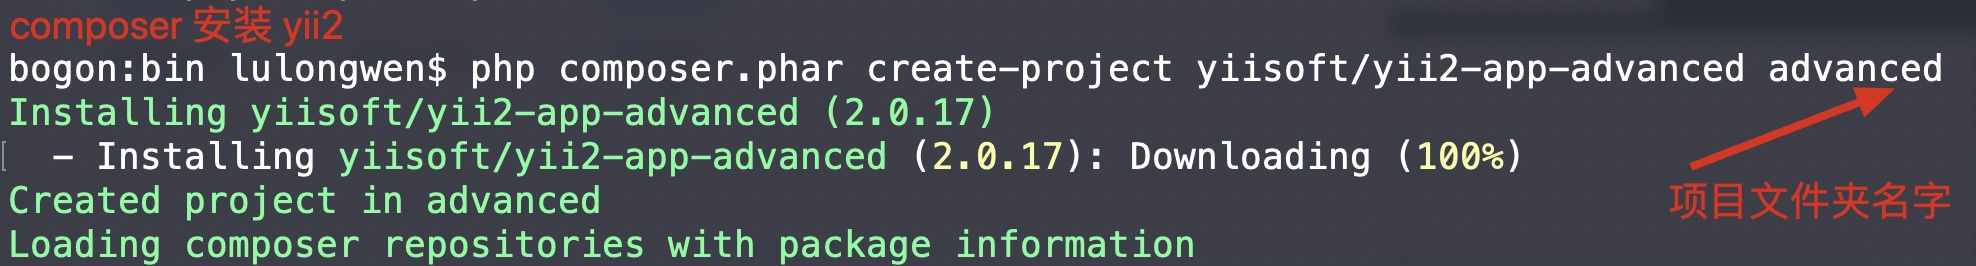 composer 安装 yii2
bogon:bin lulongwen$ php composer.phar create-project yiisoft/yii2-app-advanced advanced
Installing yiisoft/yii2-app-advanced (2.0.17)
[  - Installing yiisoft/yii2-app-advanced (2.0.17): Downloading (100%)
Created project in advanced
项目文件夹名字
Loading composer repositories with package information